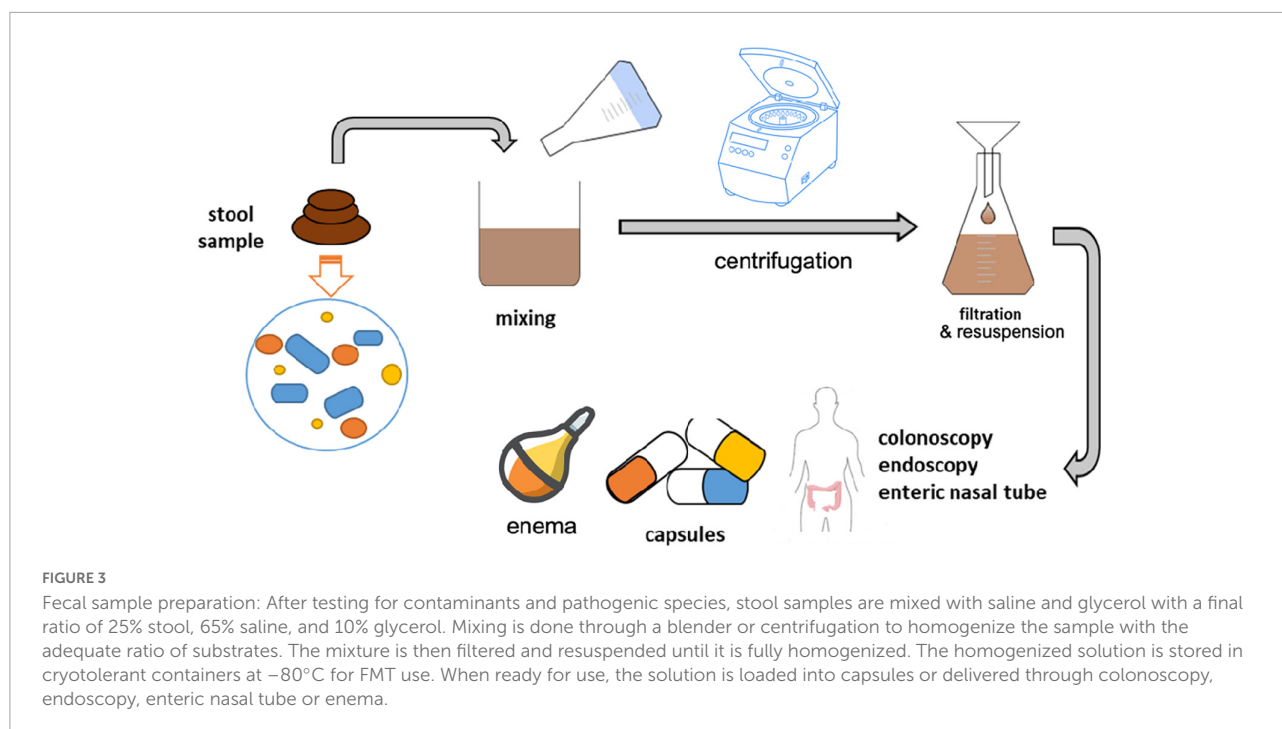 stool
sample
mixing
centrifugation
filtration
& resuspension
enema
capsules
colonoscopy
endoscopy
enteric nasal tube
FIGURE 3
Fecal sample preparation: After testing for contaminants and pathogenic species, stool samples are mixed with saline and glycerol with a final
ratio of 25% stool, 65% saline, and 10% glycerol. Mixing is done through a blender or centrifugation to homogenize the sample with the
adequate ratio of substrates. The mixture is then filtered and resuspended until it is fully homogenized. The homogenized solution is stored in
cryotolerant containers at −80°C for FMT use. When ready for use, the solution is loaded into capsules or delivered through colonoscopy,
endoscopy, enteric nasal tube or enema.